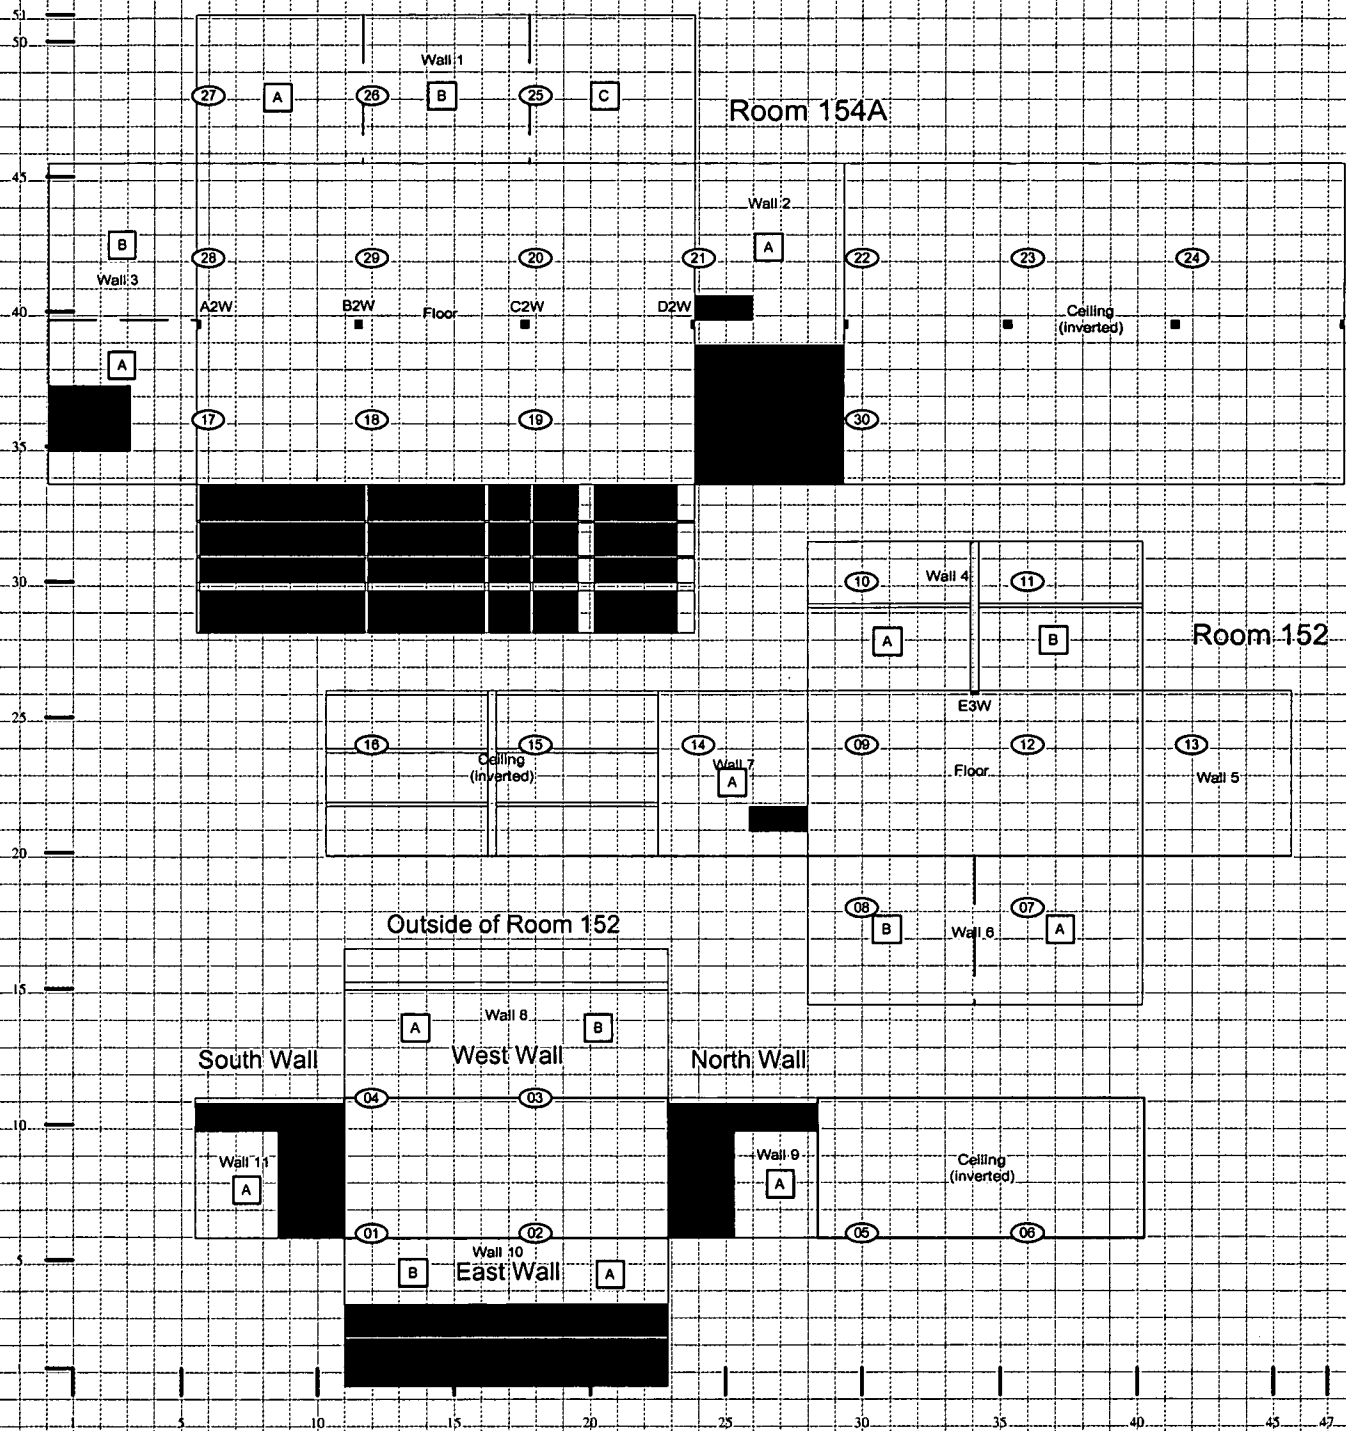 51
50
Wall 1
27 A 26 B 25 C
Room 154A
45
Wall 2
B A
28 29 20 21 22 23 24
Wall 3
A2W B2W C2W D2W
40 Floor Ceiling
(inverted)
A
17 18 19 30
35
30 10 Wall 4 11
A B Room 152
25 E3W
16 15 14 09 12 13
Ceiling Wall 7 Floor Wall 5
(inverted) A
20
08 07
Outside of Room 152
B Wall 6 A
15
Wall 8
A B
South Wall West Wall North Wall
04 03
10
Wall 11 Wall 9 Ceiling
(inverted)
A A
01 02 05 06
Wall 10
5
B East Wall A
1 5 10 15 20 25 30 35 40 45 47